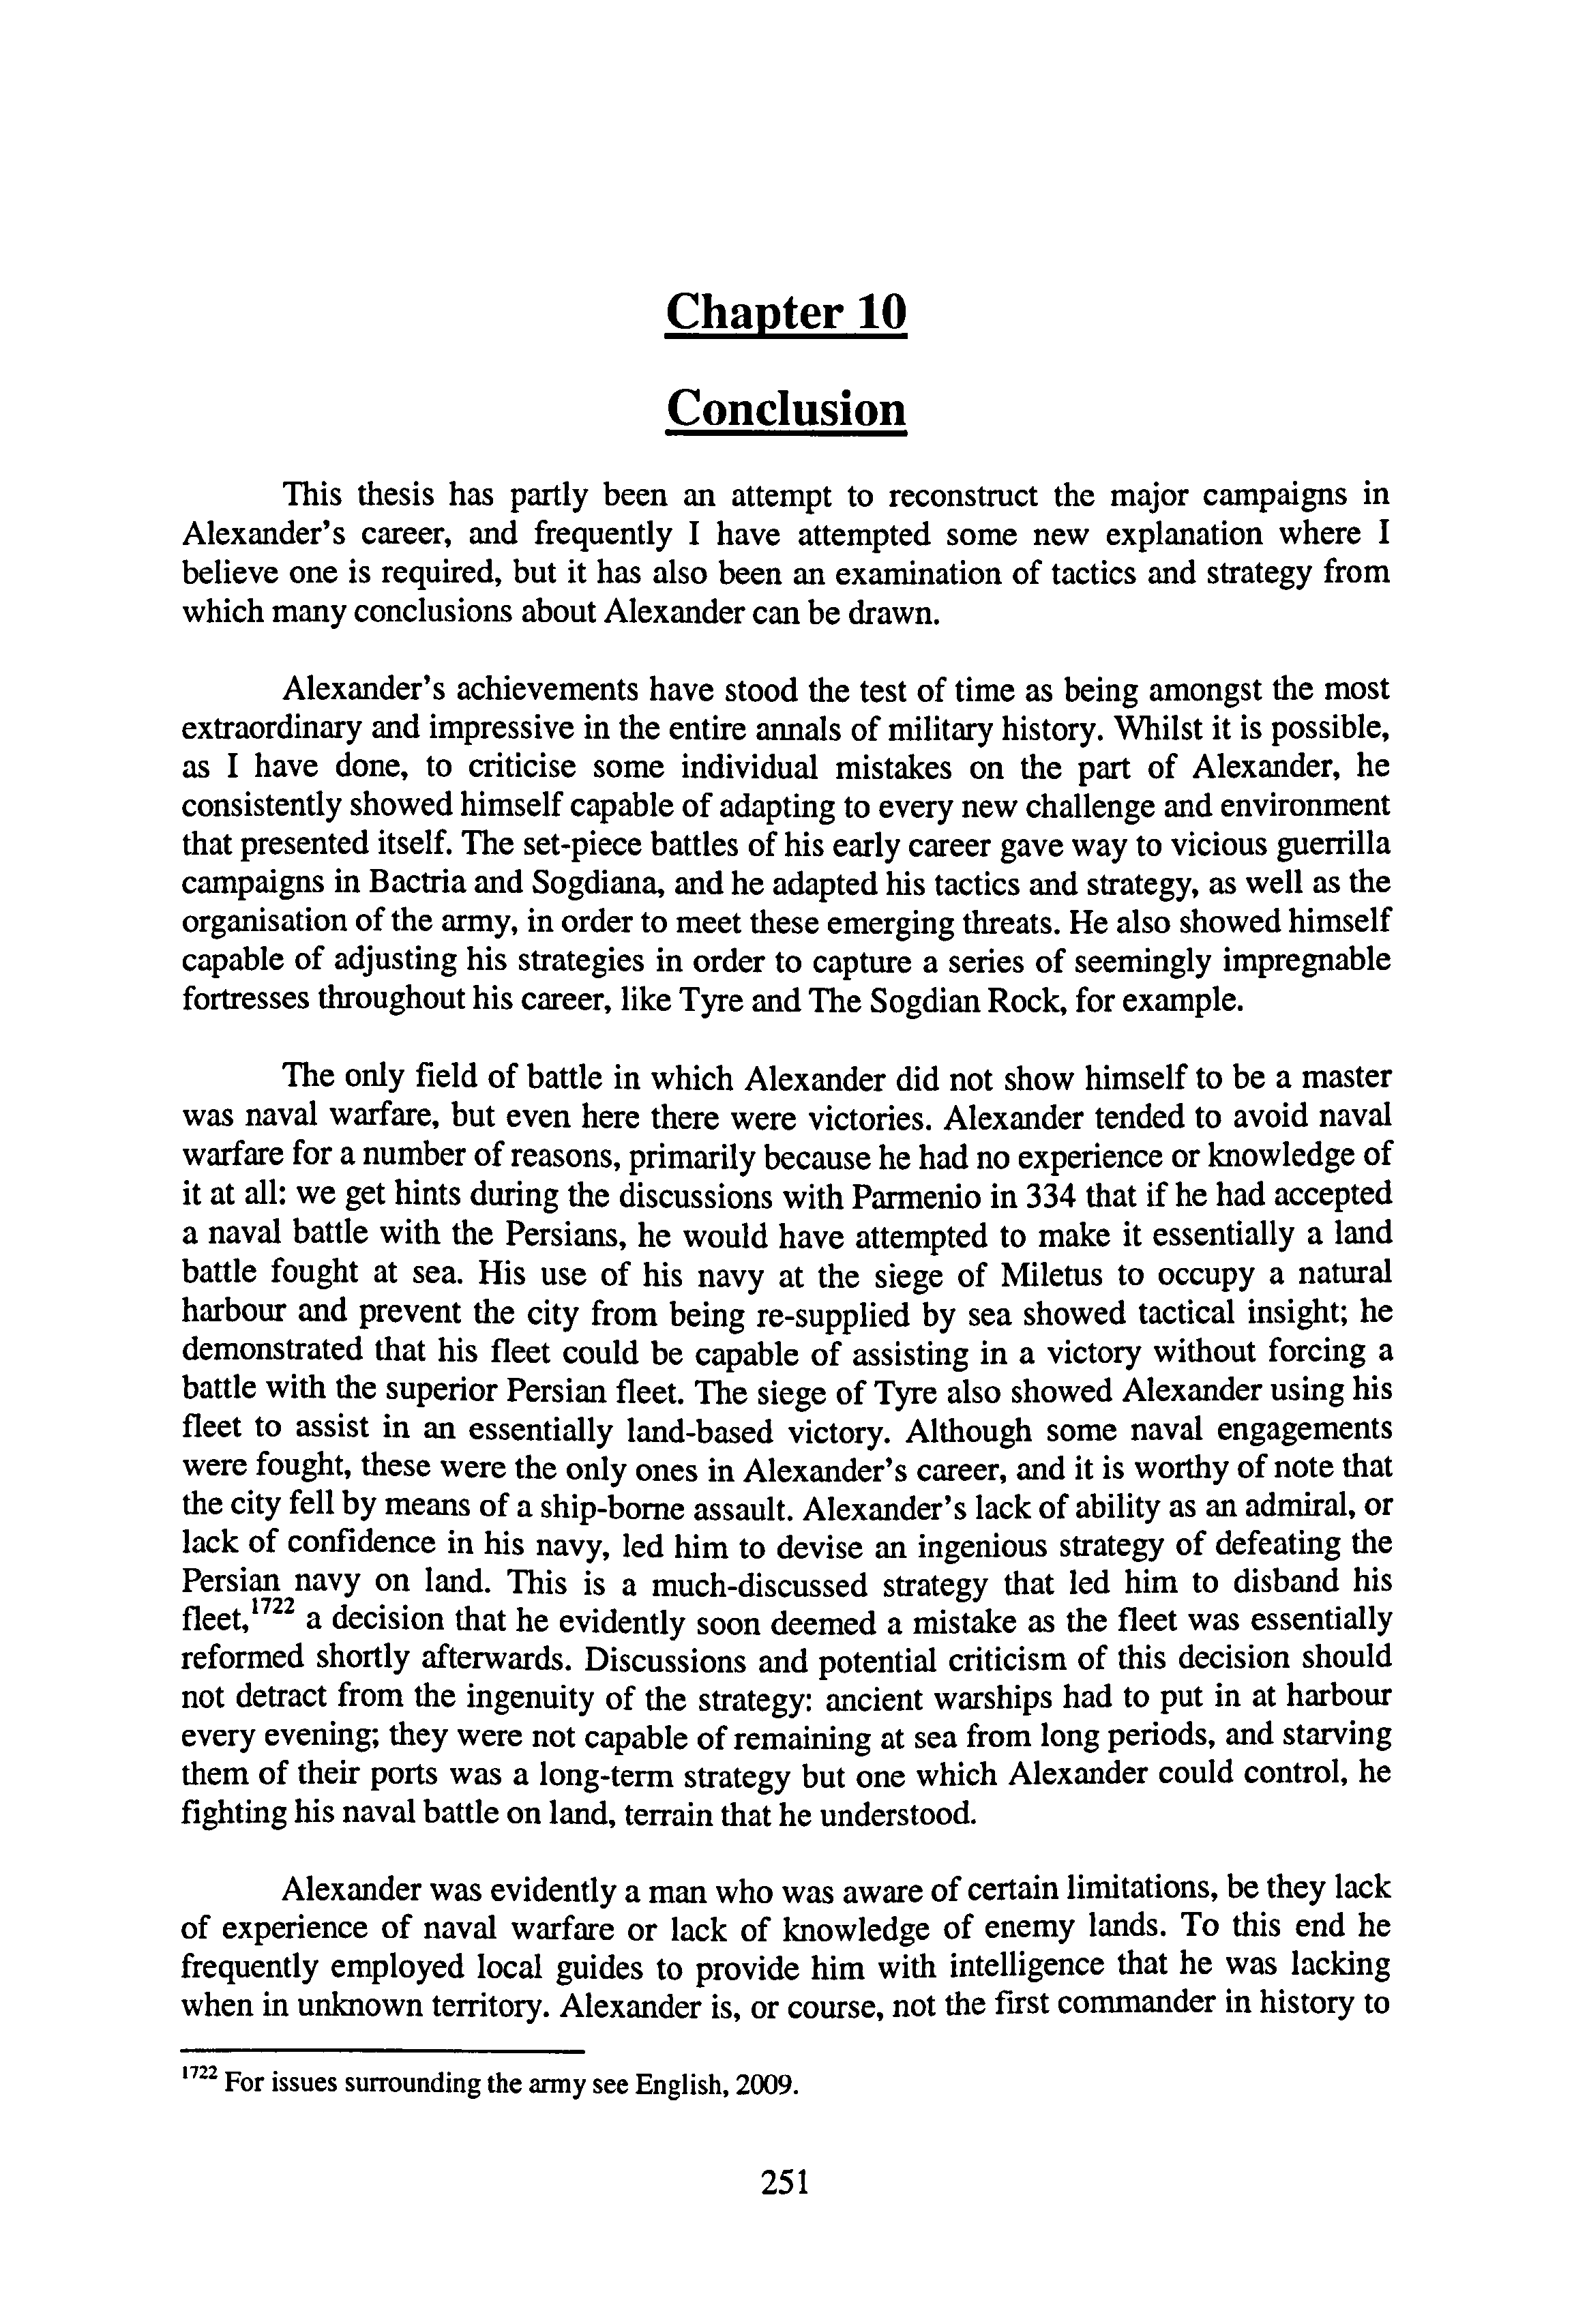 Chapter 10
Conclusion
This thesis has partly been an attempt to reconstruct the major campaigns in
Alexander's career, and frequently I have attempted some new explanation where I
believe one is required, but it has also been an examination of tactics and strategy from
which many conclusions about Alexander can be drawn.
Alexander's achievements have stood the test of time as being amongst the most
extraordinary and impressive in the entire annals of military history. Whilst it is possible,
as I have done, to criticise some individual mistakes on the part of Alexander, he
consistently showed himself capable of adapting to every new challenge and environment
that presented itself. The set-piece battles of his early career gave way to vicious guerrilla
campaigns in Bactria and Sogdiana, and he adapted his tactics and strategy, as well as the
organisation of the army, in order to meet these emerging threats. He also showed himself
capable of adjusting his strategies in order to capture a series of seemingly impregnable
fortresses throughout his career, like Tyre and The Sogdian Rock, for example.
The only field of battle in which Alexander did not show himself to be a master
was naval warfare, but even here there were victories. Alexander tended to avoid naval
warfare for a number of reasons, primarily because he had no experience or knowledge of
it at all: we get hints during the discussions with Parmenio in 334 that if he had accepted
a naval battle with the Persians, he would have attempted to make it essentially a land
battle fought at sea. His use of his navy at the siege of Miletus to occupy a natural
harbour and prevent the city from being re-supplied by sea showed tactical insight; he
demonstrated that his fleet could be capable of assisting in a victory without forcing a
battle with the superior Persian fleet. The siege of Tyre also showed Alexander using his
fleet to assist in an essentially land-based victory. Although some naval engagements
were fought, these were the only ones in Alexander's career, and it is worthy of note that
the city fell by means of a ship-borne assault. Alexander's lack of ability as an admiral, or
lack of confidence in his navy, led him to devise an ingenious strategy of defeating the
Persian navy on land. This is a much-discussed strategy that led him to disband his
fleet,1722 a decision that he evidently soon deemed a mistake as the fleet was essentially
reformed shortly afterwards. Discussions and potential criticism of this decision should
not detract from the ingenuity of the strategy: ancient warships had to put in at harbour
every evening; they were not capable of remaining at sea from long periods, and starving
them of their ports was a long-term strategy but one which Alexander could control, he
fighting his naval battle on land, terrain that he understood.
Alexander was evidently a man who was aware of certain limitations, be they lack
of experience of naval warfare or lack of knowledge of enemy lands. To this end he
frequently employed local guides to provide him with intelligence that he was lacking
when in unknown territory. Alexander is, or course, not the first commander in history to
1722 For issues surrounding the army see English, 2009.
251